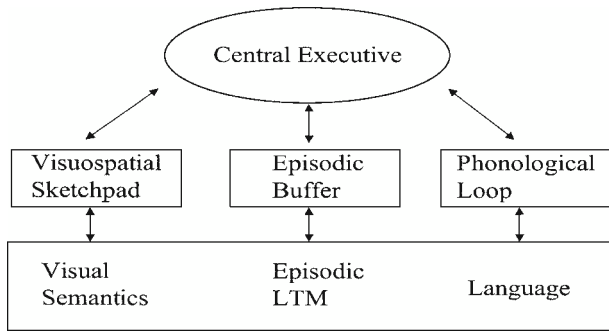 Central Executive
Visuospatial
Sketchpad
Episodic
Buffer
Phonological
Loop
Visual
Semantics
Episodic
LTM
Language